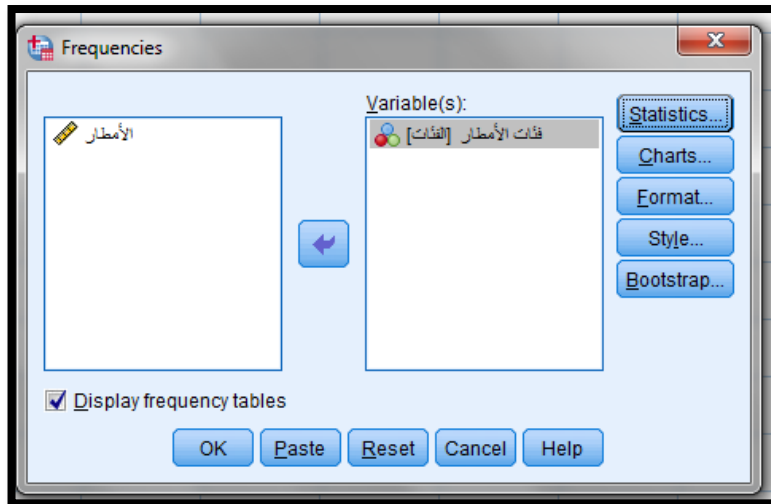 Frequencies
Variable(s):
الأمطار
فئات الأمطار [الفئات]
Statistics...
Charts...
Format...
Style...
Bootstrap...
Display frequency tables
OK
Paste
Reset
Cancel
Help